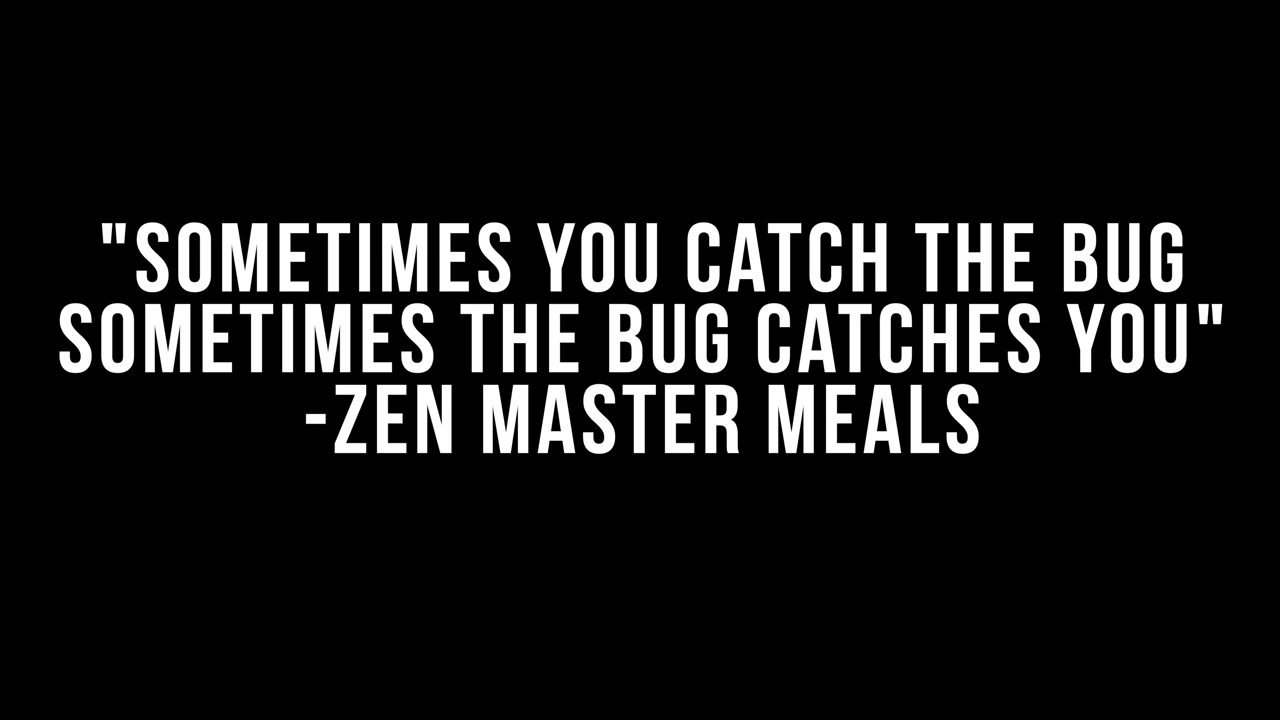 "SOMETIMES YOU CATCH THE BUG
SOMETIMES THE BUG CATCHES YOU"
-ZEN MASTER MEALS